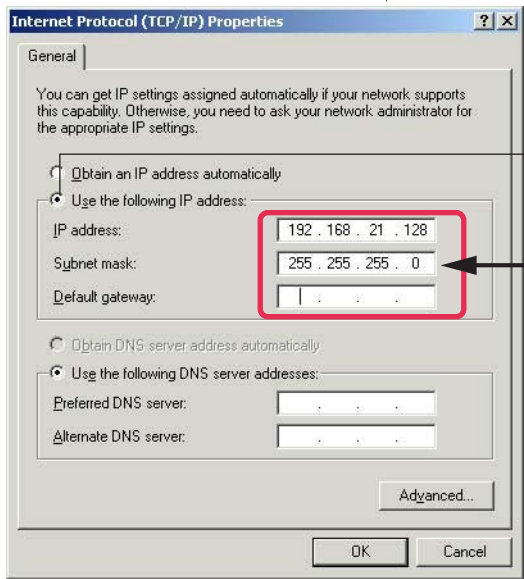 Internet Protocol (TCP/IP) Properties
General
You can get IP settings assigned automatically if your network supports
this capability. Otherwise, you need to ask your network administrator for
the appropriate IP settings.
Obtain an IP address automatically
Use the following IP address:
IP address: 192 . 168 . 21 . 128
Subnet mask: 255 . 255 . 255 . 0
Default gateway: . . .
Obtain DNS server address automatically
Use the following DNS server addresses:
Preferred DNS server: . . .
Alternate DNS server: . . .
Advanced...
OK Cancel